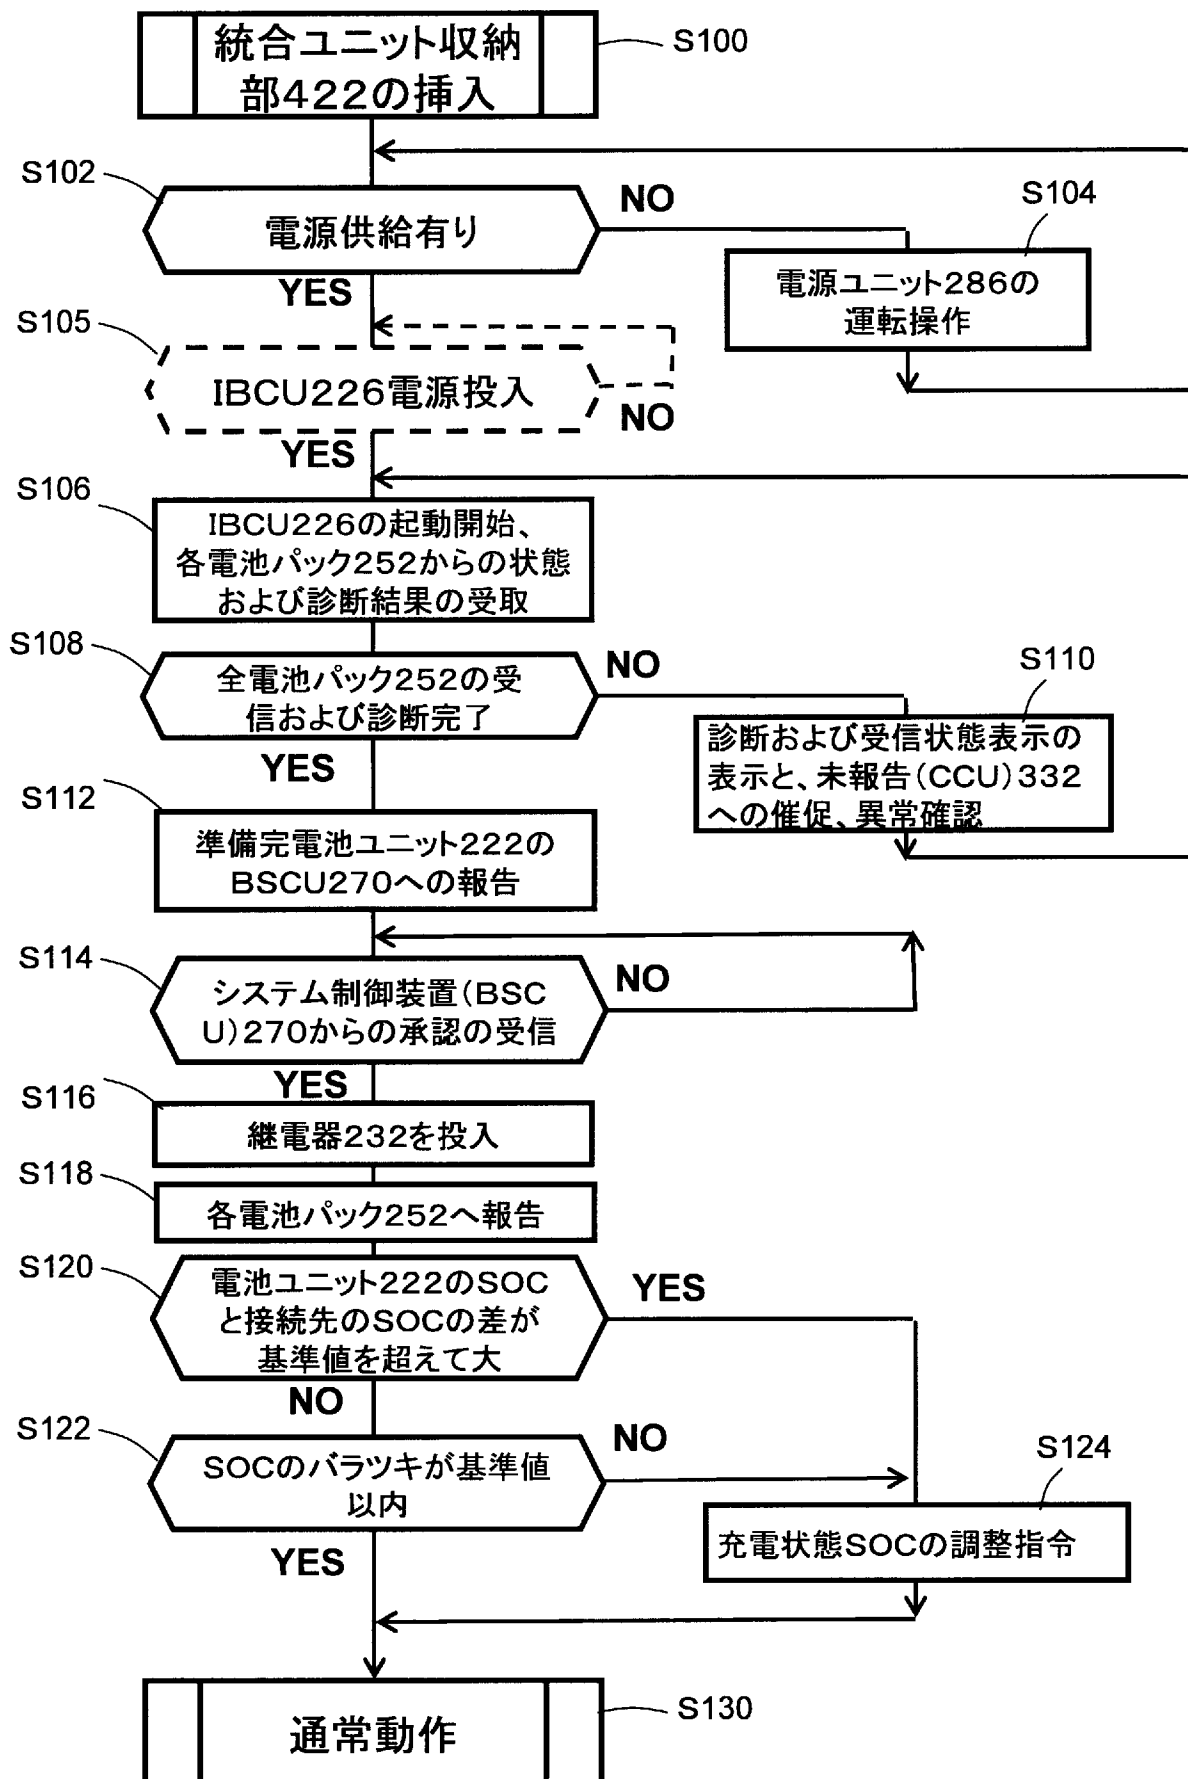 統合ユニット収納
部422の挿入
S100
S102
電源供給有り
NO
YES
S104
電源ユニット286の
運転操作
S105
IBCU226電源投入
NO
YES
S106
IBCU226の起動開始、
各電池パック252からの状態
および診断結果の受取
S108
全電池パック252の受
信および診断完了
NO
YES
S110
診断および受信状態表示の
表示と、未報告(CCU)332
への催促、異常確認
S112
準備完電池ユニット222の
BSCU270への報告
S114
システム制御装置(BSC
U)270からの承認の受信
NO
YES
S116
継電器232を投入
S118
各電池パック252へ報告
S120
電池ユニット222のSOC
と接続先のSOCの差が
基準値を超えて大
YES
NO
S122
SOCのバラツキが基準値
以内
NO
YES
S124
充電状態SOCの調整指令
通常動作
S130